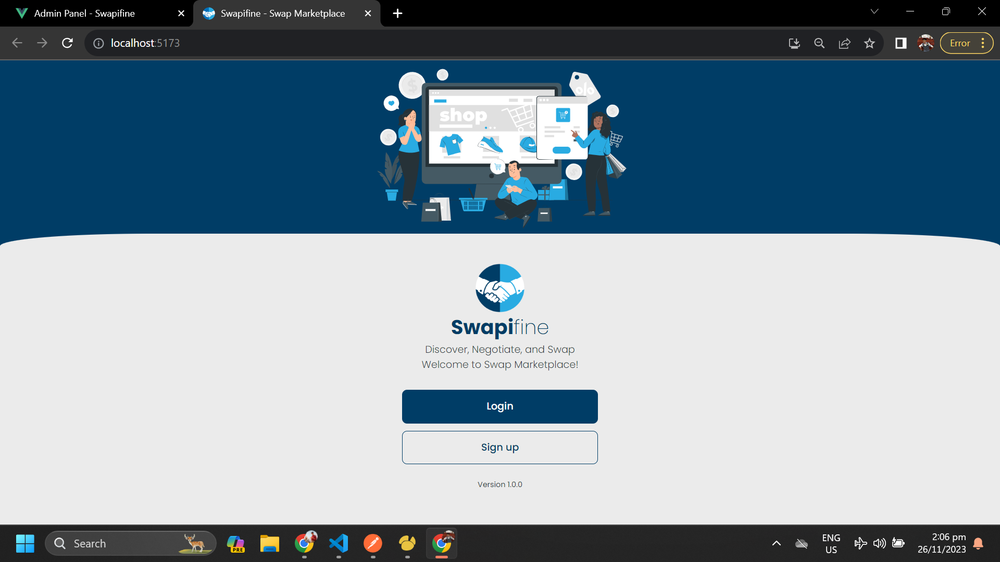 Admin Panel - Swapifine
Swapifine - Swap Marketplace
localhost:5173
Error
$
%
shop
Swapifine
Discover, Negotiate, and Swap
Welcome to Swap Marketplace!
Login
Sign up
Version 1.0.0
Search
PRE
ENG
US
2:06 pm
26/11/2023